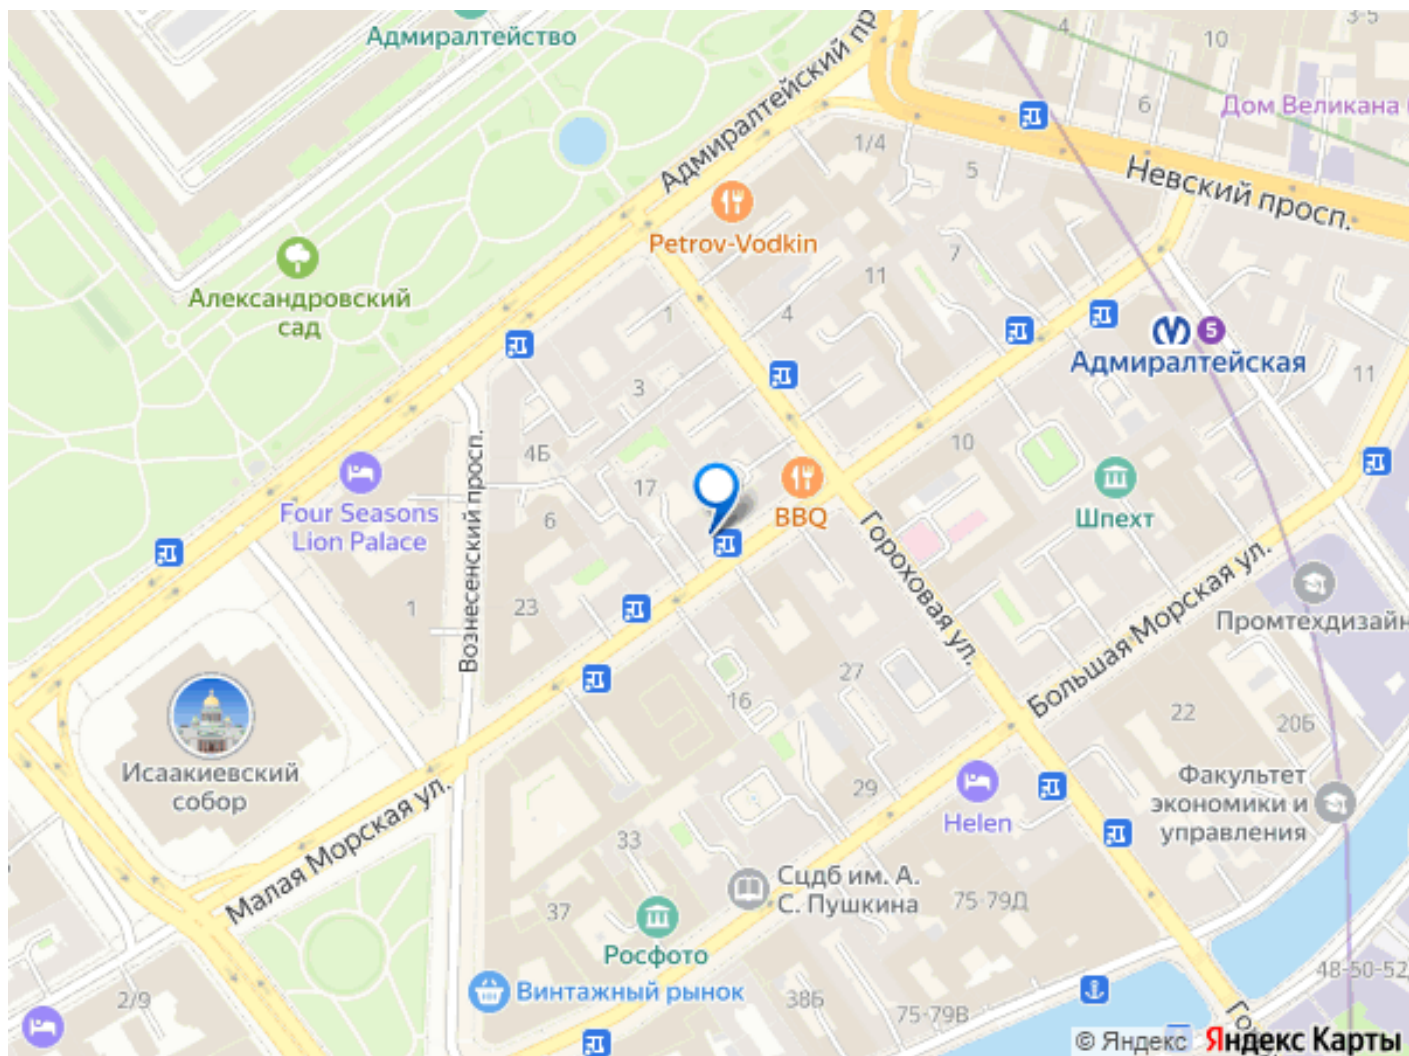 Адмиралтейство
Адмиралтейский пр
4
3-5
10
6
Дом Великана
1/4
5
Невский просп.
Petrov-Vodkin
7
11
Александровский
сад
1
4
5
Адмиралтейская
11
3
4Б
10
17
Вознесенский просп.
Four Seasons
Lion Palace
6
BBQ
Шпехт
Гороховая ул.
Большая Морская ул.
1
23
Промтехдизайн
27
16
22
20Б
Исаакиевский
собор
29
Факультет
экономики и
управления
Helen
Малая Морская ул.
33
Сцдб им. А.
С. Пушкина
75-79Д
37
Росфото
48-50-52
2/9
Винтажный рынок
38Б
75-79В
Го
© Яндекс Яндекс Карты